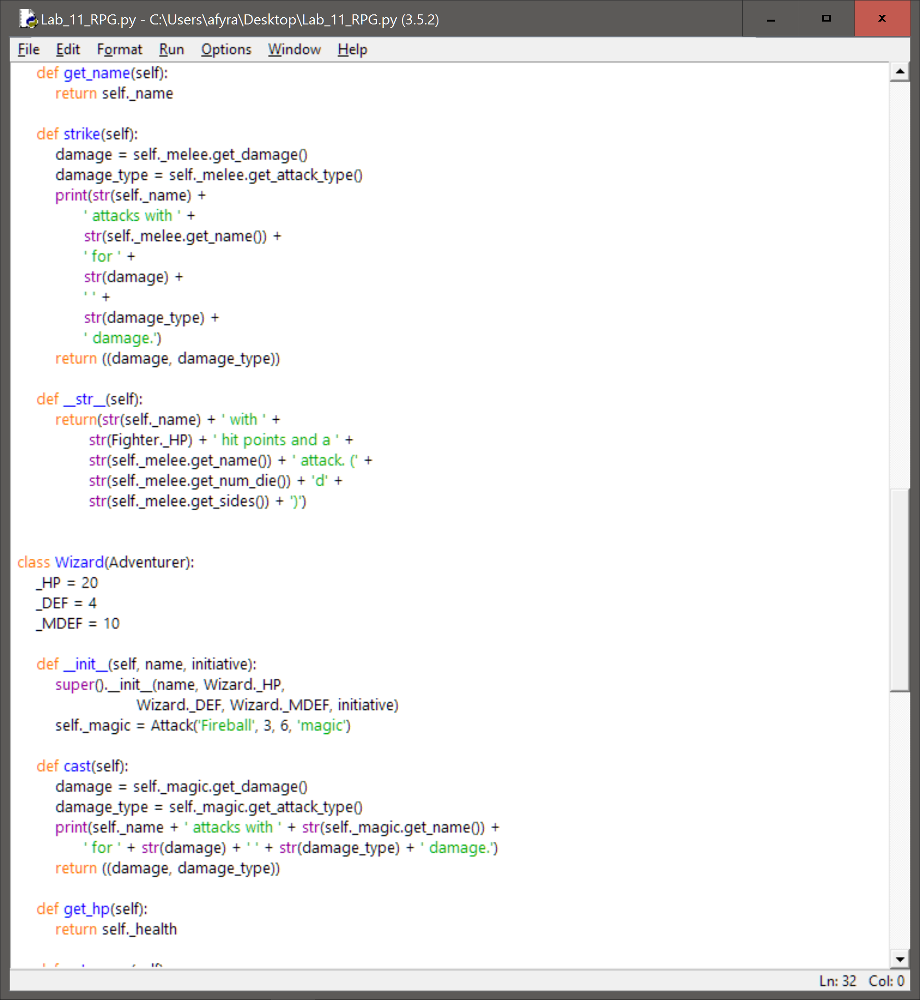 Lab_11_RPG.py - C:\Users\afyra\Desktop\Lab_11_RPG.py (3.5.2)
File Edit Format Run Options Window Help
    def get_name(self):
        return self._name

    def strike(self):
        damage = self._melee.get_damage()
        damage_type = self._melee.get_attack_type()
        print(str(self._name) +
              ' attacks with ' +
              str(self._melee.get_name()) +
              ' for ' +
              str(damage) +
              ' ' +
              str(damage_type) +
              ' damage.')
        return ((damage, damage_type))

    def __str__(self):
        return(str(self._name) + ' with ' +
               str(Fighter._HP) + ' hit points and a ' +
               str(self._melee.get_name()) + ' attack. (' +
               str(self._melee.get_num_die()) + 'd' +
               str(self._melee.get_sides()) + ')')


class Wizard(Adventurer):
    _HP = 20
    _DEF = 4
    _MDEF = 10

    def __init__(self, name, initiative):
        super().__init__(name, Wizard._HP,
                         Wizard._DEF, Wizard._MDEF, initiative)
        self._magic = Attack('Fireball', 3, 6, 'magic')

    def cast(self):
        damage = self._magic.get_damage()
        damage_type = self._magic.get_attack_type()
        print(self._name + ' attacks with ' + str(self._magic.get_name()) +
              ' for ' + str(damage) + ' ' + str(damage_type) + ' damage.')
        return ((damage, damage_type))

    def get_hp(self):
        return self._health

Ln: 32 Col: 0